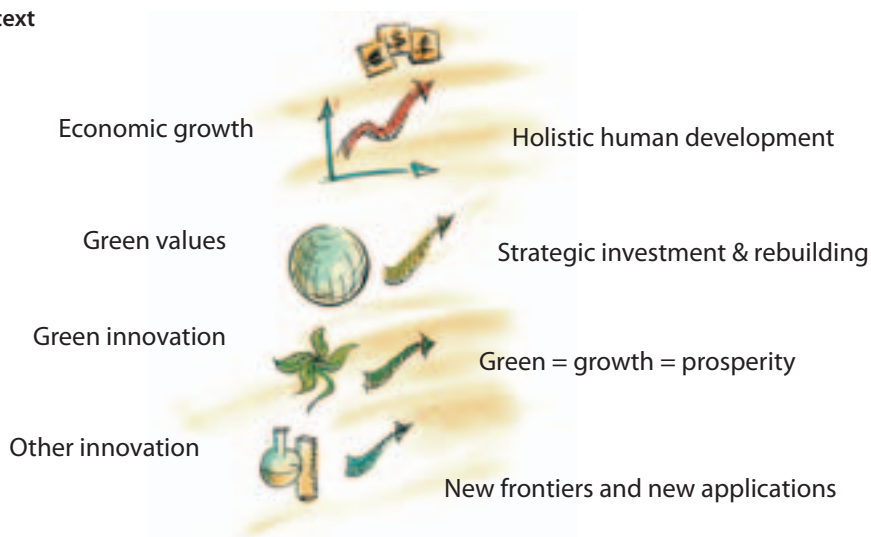 Economic growth
Holistic human development
Green values
Strategic investment & rebuilding
Green innovation
Green = growth = prosperity
Other innovation
New frontiers and new applications